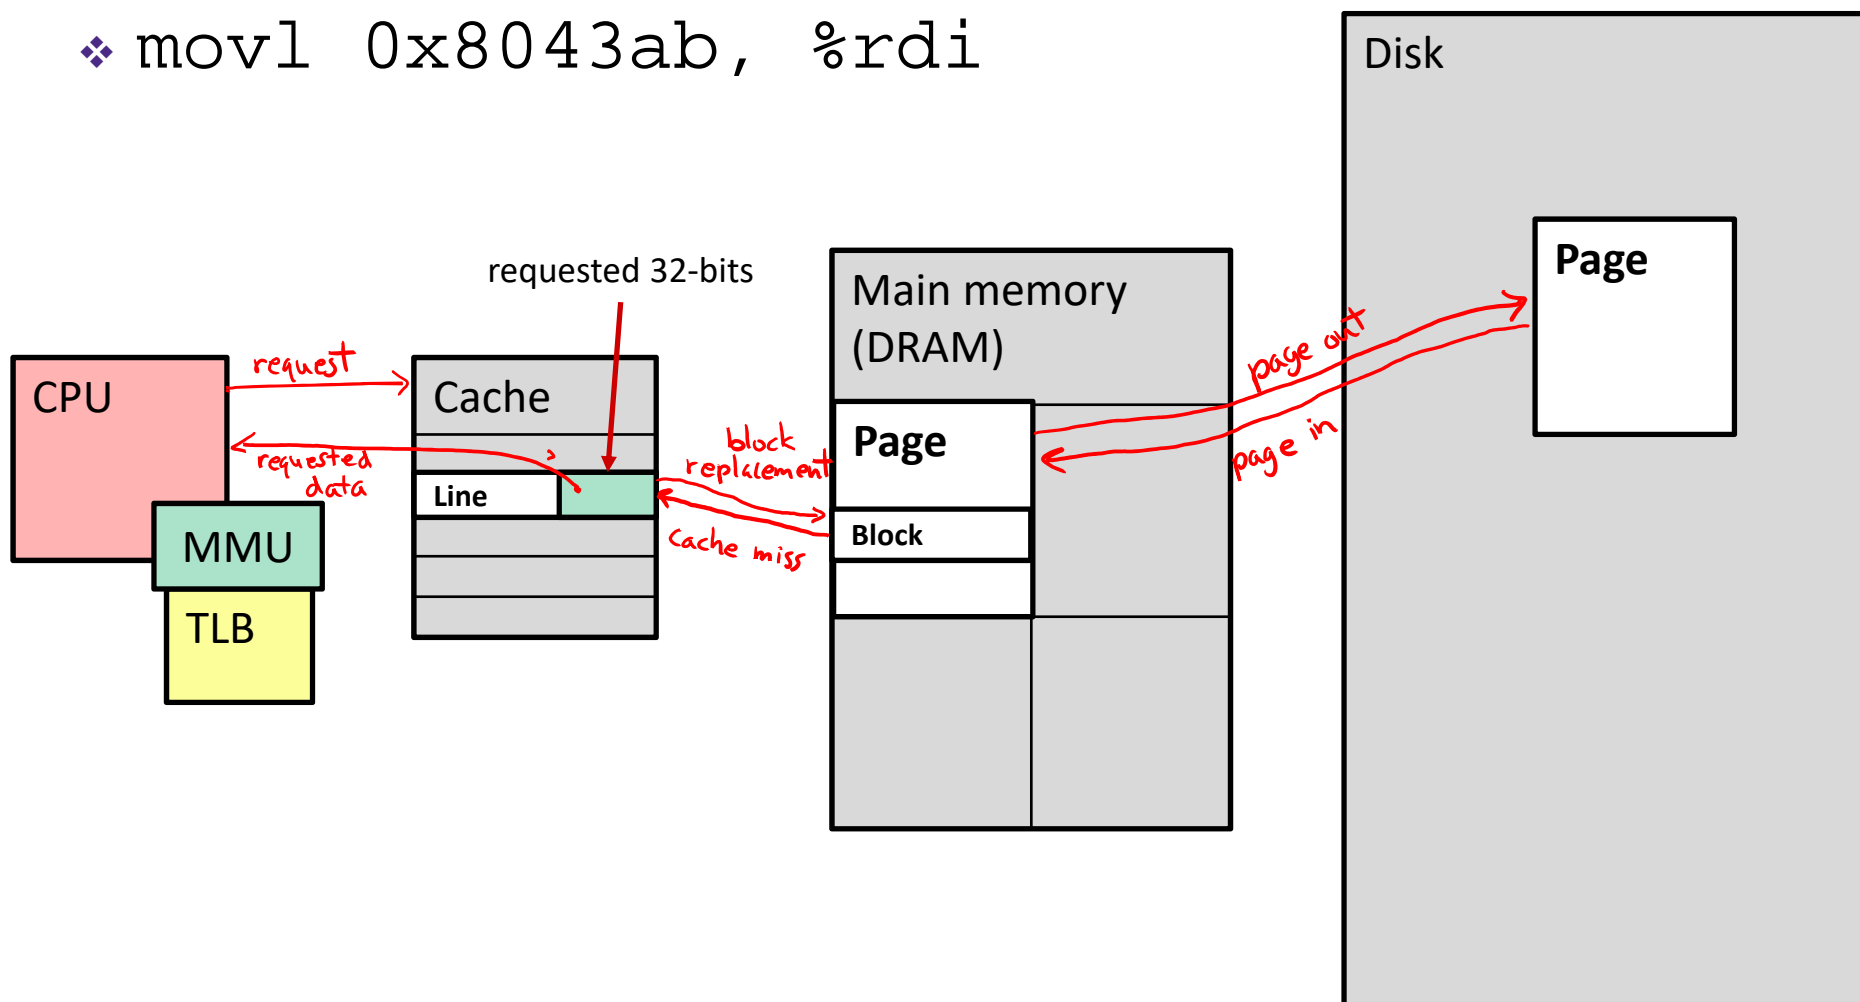 ❖ movl 0x8043ab, %rdi
Disk
Page
requested 32-bits
Main memory
(DRAM)
page out
page in
request
CPU
Cache
requested
data
block
replacement
Page
Line
Block
cache miss
MMU
TLB